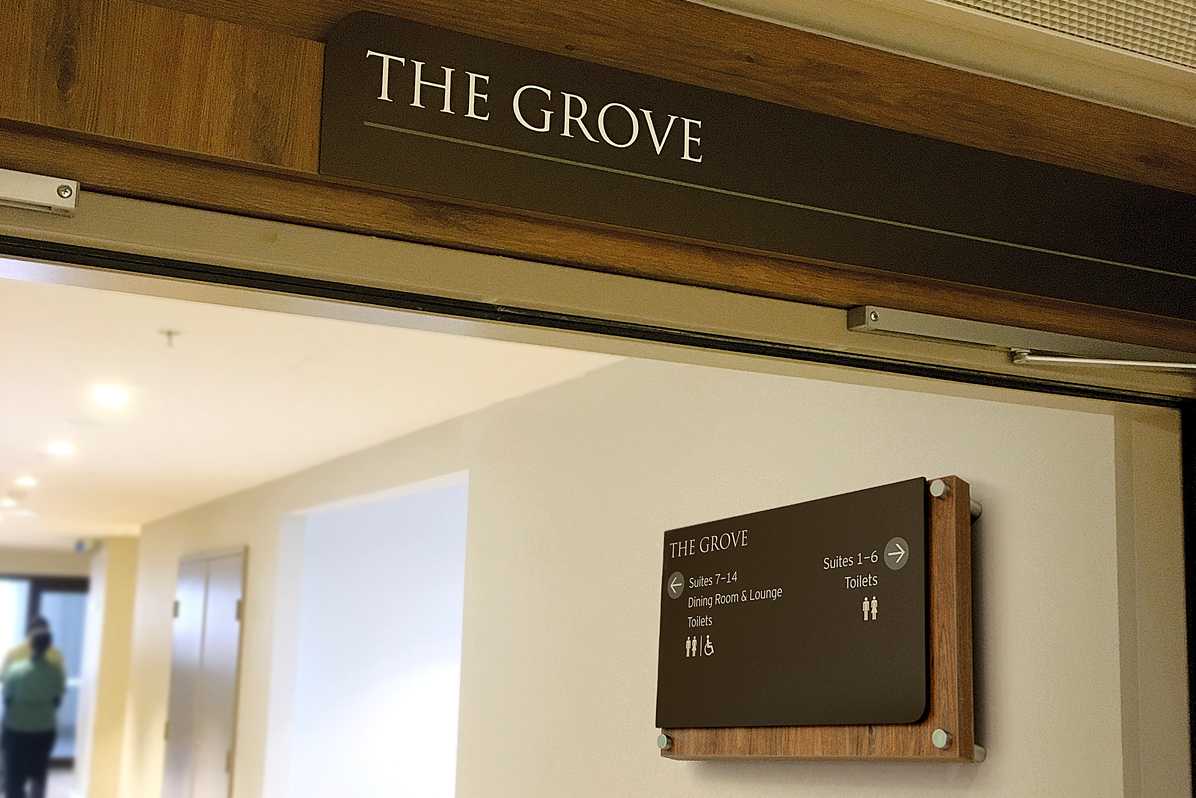 THE GROVE
THE GROVE
← Suites 7–14
Dining Room & Lounge
Toilets
Suites 1–6 →
Toilets